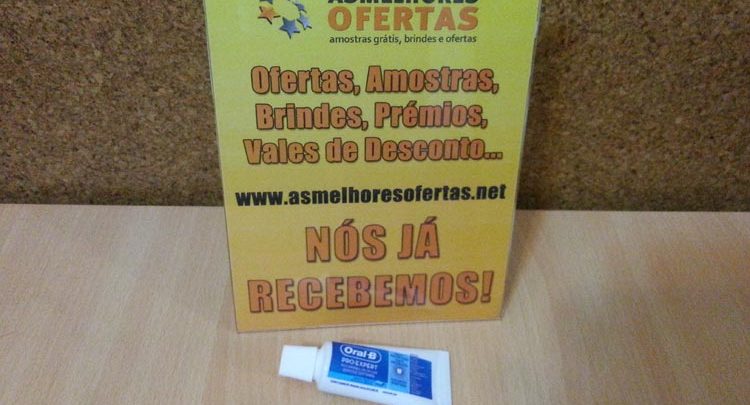 ASMELHORES
OFERTAS
amostras grátis, brindes e ofertas
Ofertas, Amostras,
Brindes, Prémios,
Vales de Desconto...
www.asmelhoresofertas.net
NÓS JÁ
RECEBEMOS!
Oral-B
PRO-EXPERT